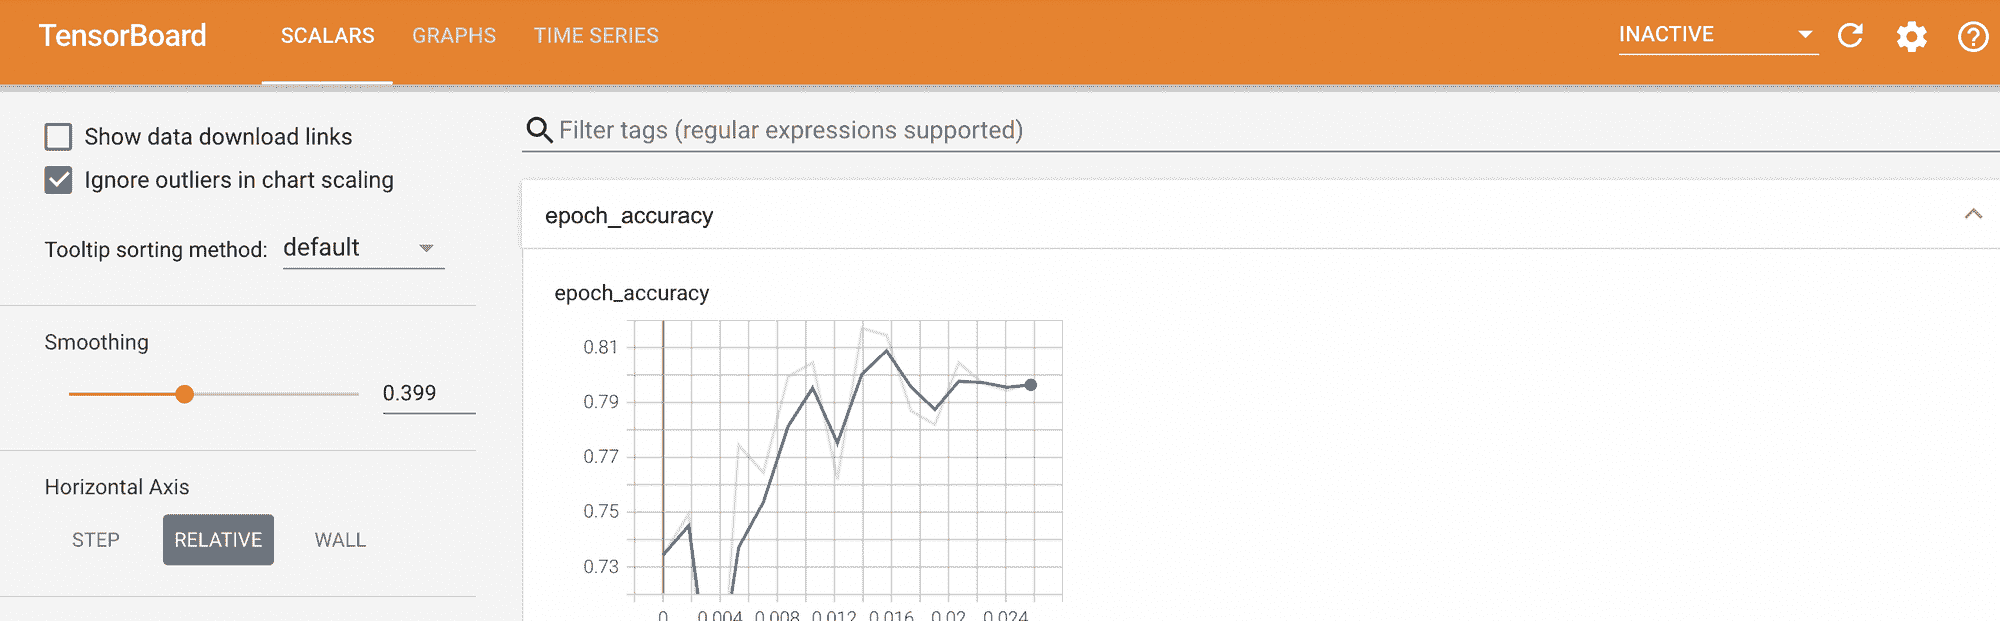 TensorBoard SCALARS GRAPHS TIME SERIES INACTIVE
Show data download links
Ignore outliers in chart scaling
Tooltip sorting method: default
Smoothing
0.399
Horizontal Axis
STEP RELATIVE WALL
Filter tags (regular expressions supported)
epoch_accuracy
epoch_accuracy
0.81
0.79
0.77
0.75
0.73
0 0.004 0.008 0.012 0.016 0.02 0.024